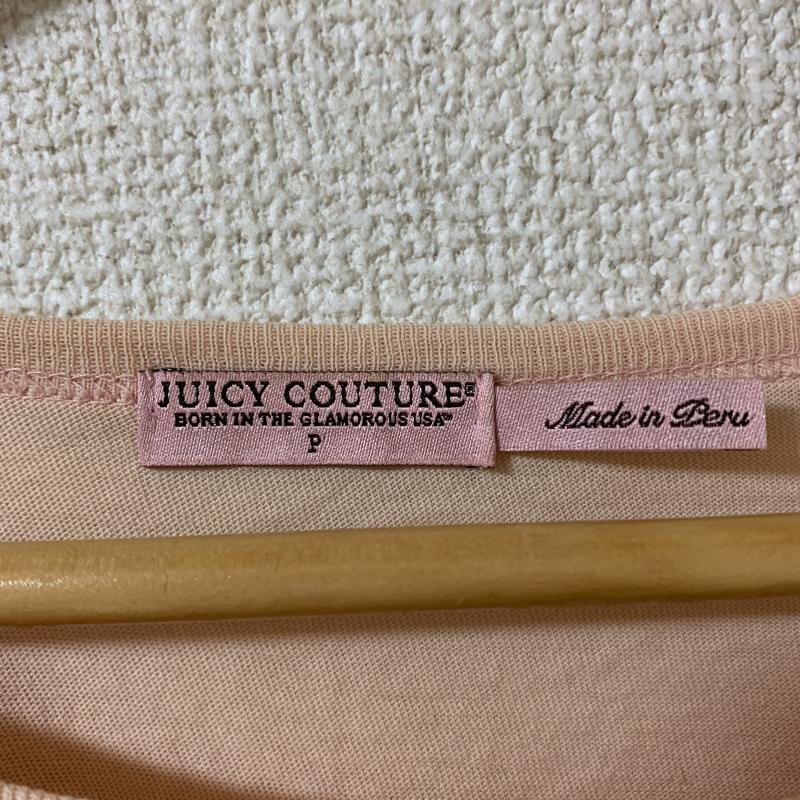 JUICY COUTURE®
BORN IN THE GLAMOROUS USA™
P
Made in Peru